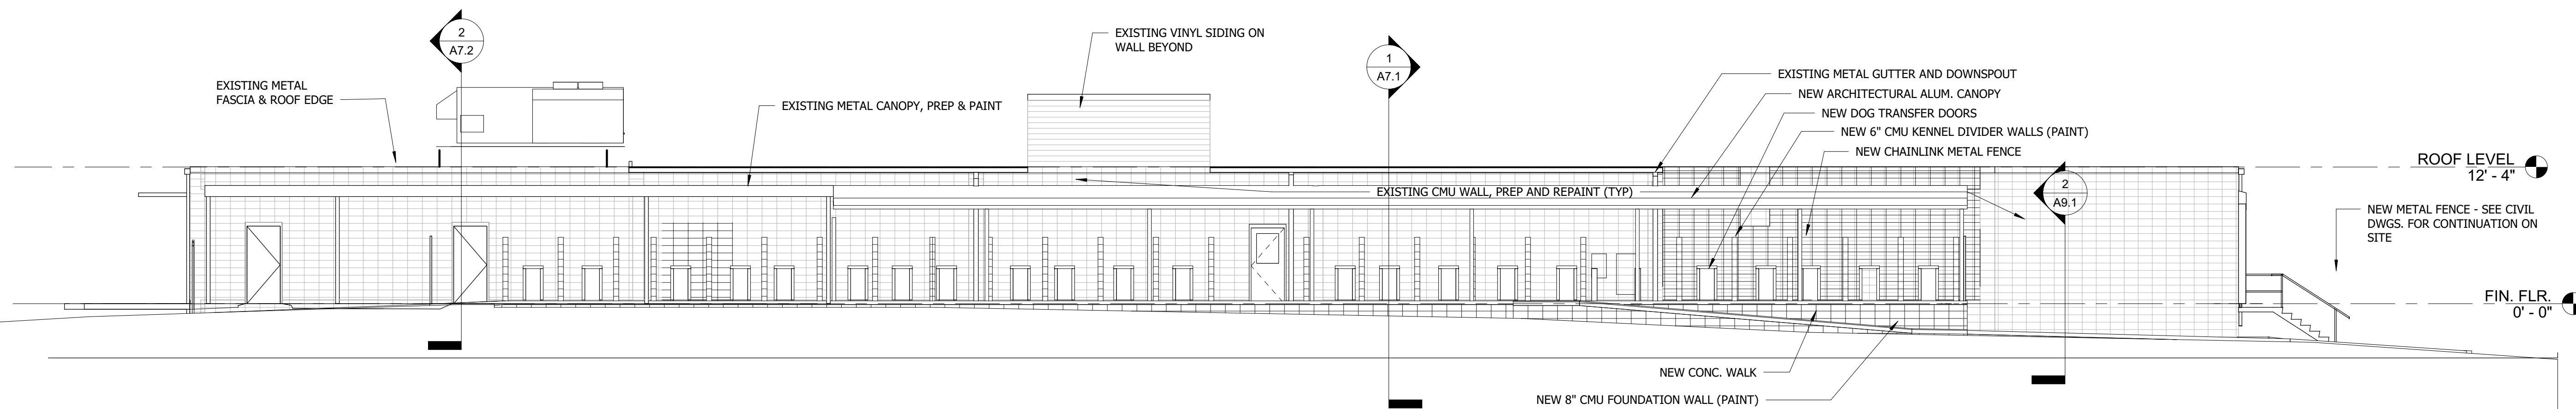 2
A7.2
EXISTING VINYL SIDING ON
WALL BEYOND
1
A7.1
EXISTING METAL
FASCIA & ROOF EDGE
EXISTING METAL CANOPY, PREP & PAINT
EXISTING METAL GUTTER AND DOWNSPOUT
NEW ARCHITECTURAL ALUM. CANOPY
NEW DOG TRANSFER DOORS
NEW 6" CMU KENNEL DIVIDER WALLS (PAINT)
NEW CHAINLINK METAL FENCE
ROOF LEVEL
12' - 4"
EXISTING CMU WALL, PREP AND REPAINT (TYP)
2
A9.1
NEW METAL FENCE - SEE CIVIL
DWGS. FOR CONTINUATION ON
SITE
FIN. FLR.
0' - 0"
NEW CONC. WALK
NEW 8" CMU FOUNDATION WALL (PAINT)